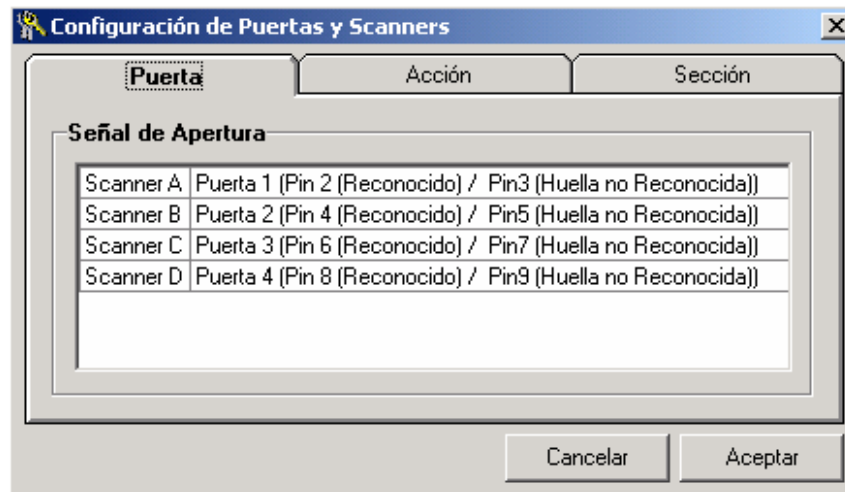 Configuración de Puertas y Scanners
Puerta Acción Sección
Señal de Apertura
Scanner A Puerta 1 (Pin 2 (Reconocido) / Pin3 (Huella no Reconocida))
Scanner B Puerta 2 (Pin 4 (Reconocido) / Pin5 (Huella no Reconocida))
Scanner C Puerta 3 (Pin 6 (Reconocido) / Pin7 (Huella no Reconocida))
Scanner D Puerta 4 (Pin 8 (Reconocido) / Pin9 (Huella no Reconocida))
Cancelar Aceptar